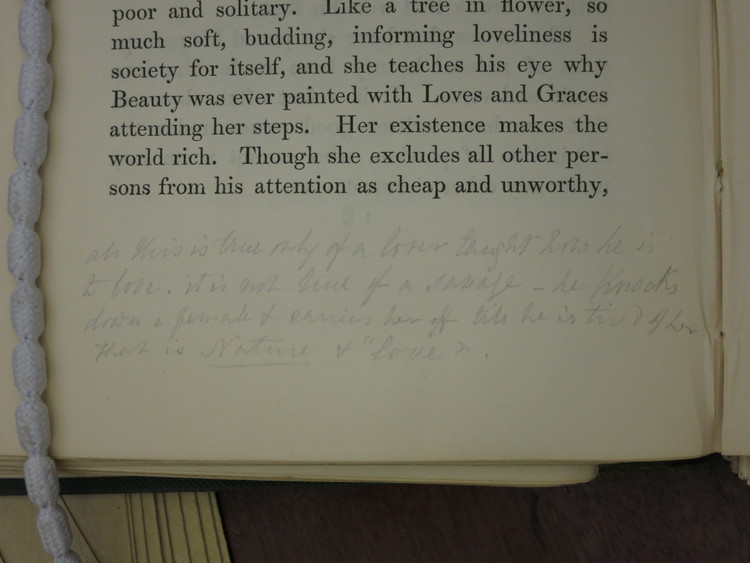 poor and solitary. Like a tree in flower, so
much soft, budding, informing loveliness is
society for itself, and she teaches his eye why
Beauty was ever painted with Loves and Graces
attending her steps. Her existence makes the
world rich. Though she excludes all other per-
sons from his attention as cheap and unworthy,
all this is true only of a lover taught how he is
to love. it is not true of a savage – he knocks
down a female & carries her off till he is tired of her
that is Nature & "love".